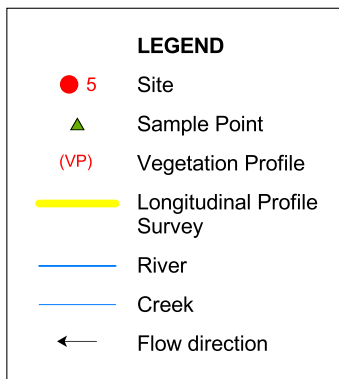 LEGEND
5 Site
Sample Point
(VP) Vegetation Profile
Longitudinal Profile
Survey
River
Creek
Flow direction